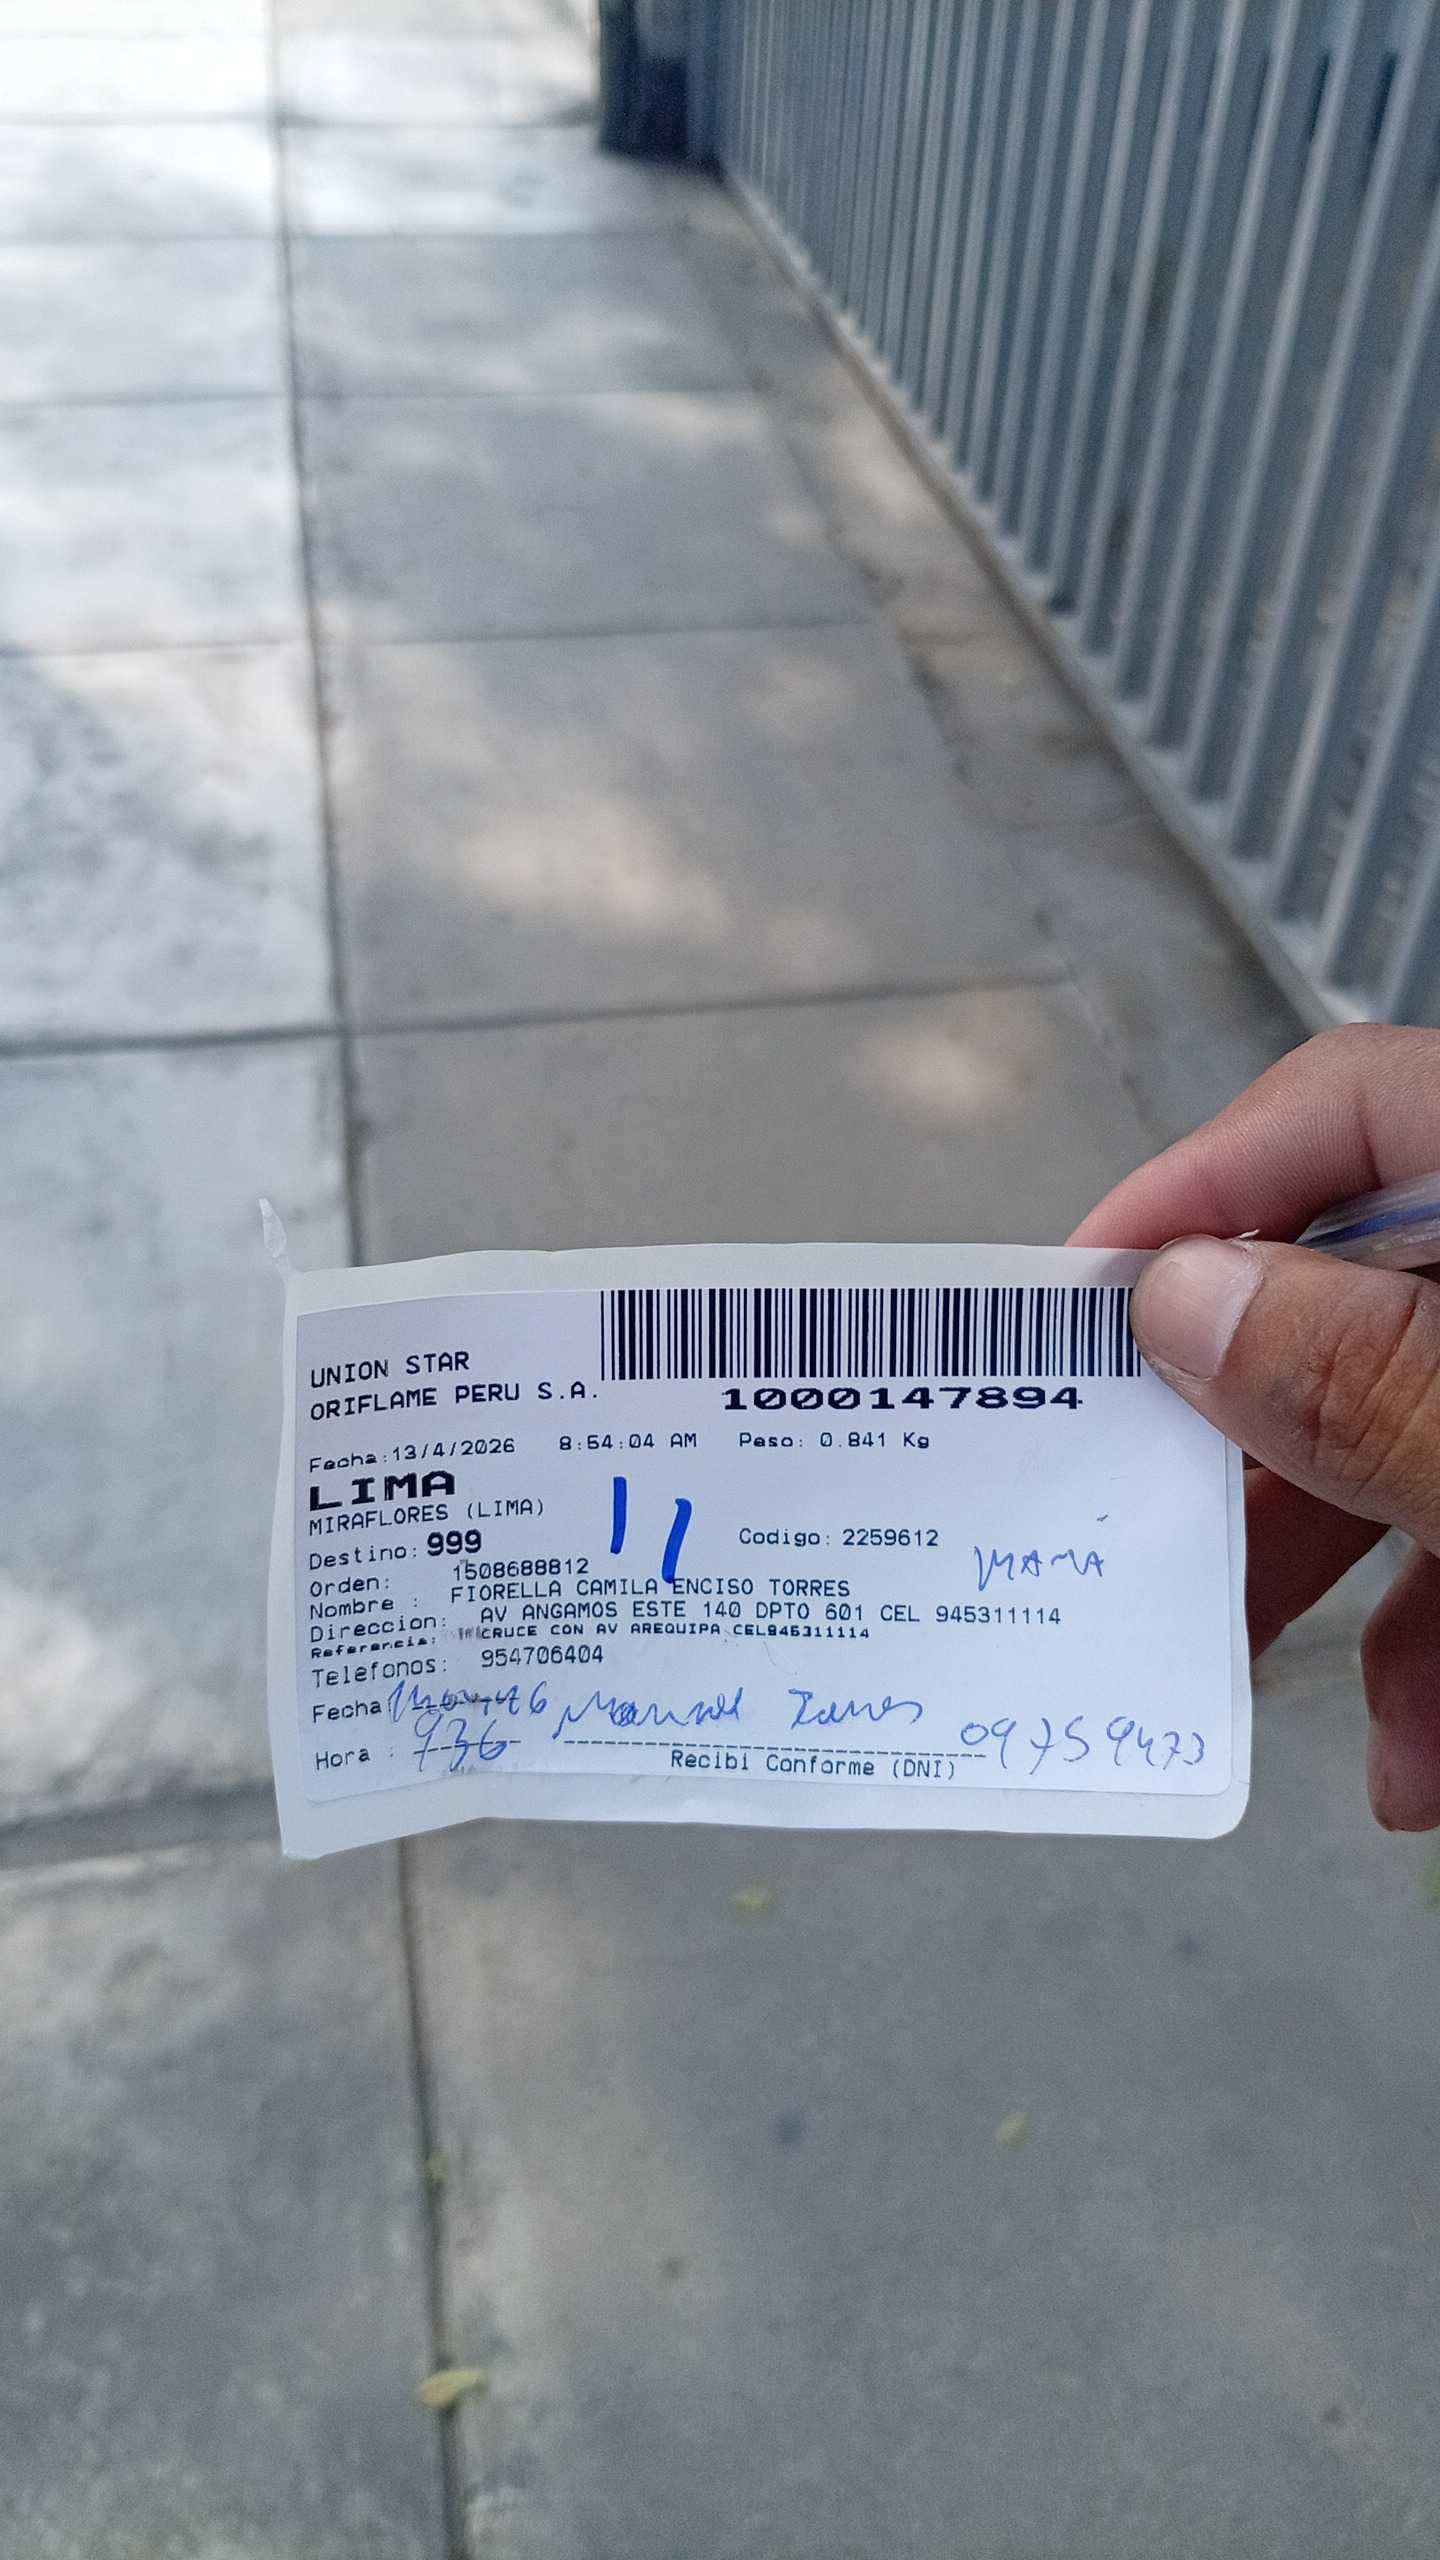 UNION STAR
ORIFLAME PERU S.A.
1000147894
Fecha:13/4/2026 8:54:04 AM Peso: 0.841 Kg
LIMA
MIRAFLORES (LIMA)
Destino: 999 Codigo: 2259612
MAMÁ
Orden: 1508688812
Nombre : FIORELLA CAMILA ENCISO TORRES
Direccion: AV ANGAMOS ESTE 140 DPTO 601 CEL 945311114
Referencia: CRUCE CON AV AREQUIPA CEL945311114
Telefonos: 954706404
Fecha
Hora : 936
Recibi Conforme (DNI)